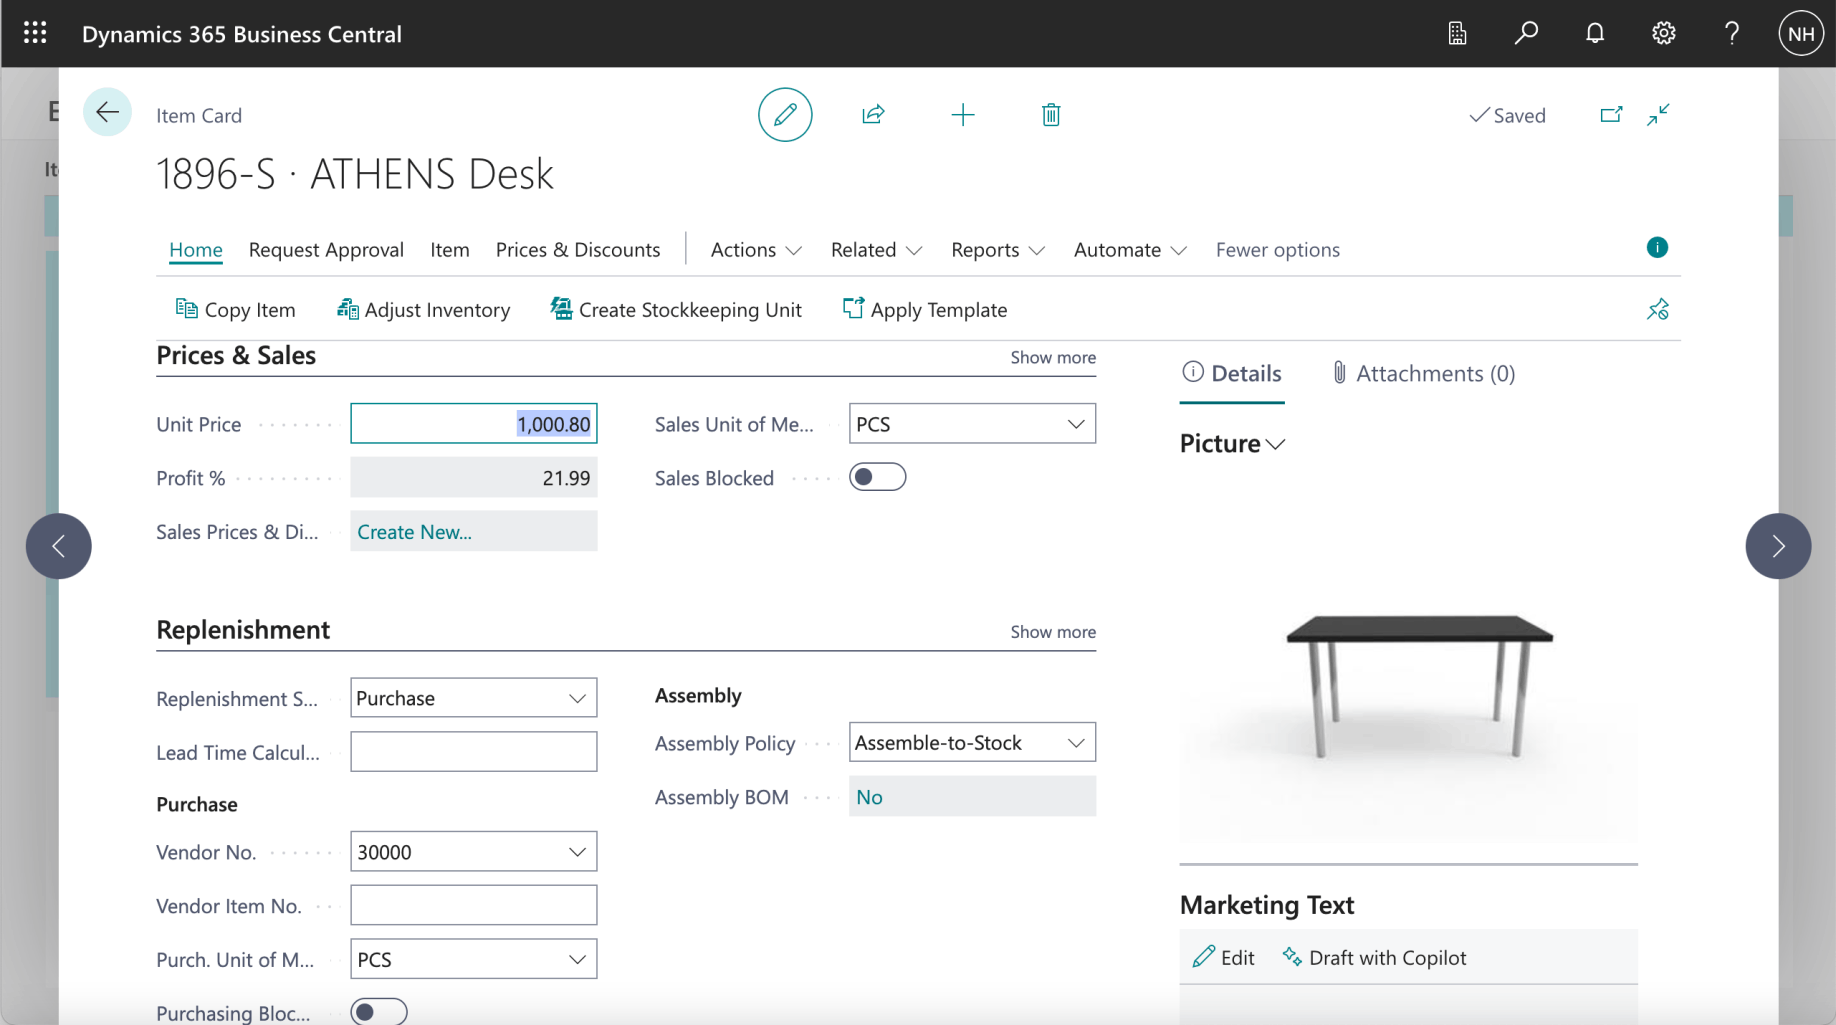 Dynamics 365 Business Central
NH
Item Card
Saved
1896-S · ATHENS Desk
Home Request Approval Item Prices & Discounts Actions Related Reports Automate Fewer options
Copy Item Adjust Inventory Create Stockkeeping Unit Apply Template
Prices & Sales Show more
Unit Price 1,000.80 Sales Unit of Me... PCS
Profit % 21.99 Sales Blocked
Sales Prices & Di... Create New...
Replenishment Show more
Replenishment S... Purchase
Lead Time Calcul...
Purchase
Vendor No. 30000
Vendor Item No.
Purch. Unit of M... PCS
Purchasing Bloc...
Assembly
Assembly Policy Assemble-to-Stock
Assembly BOM No
Details Attachments (0)
Picture
Marketing Text
Edit Draft with Copilot